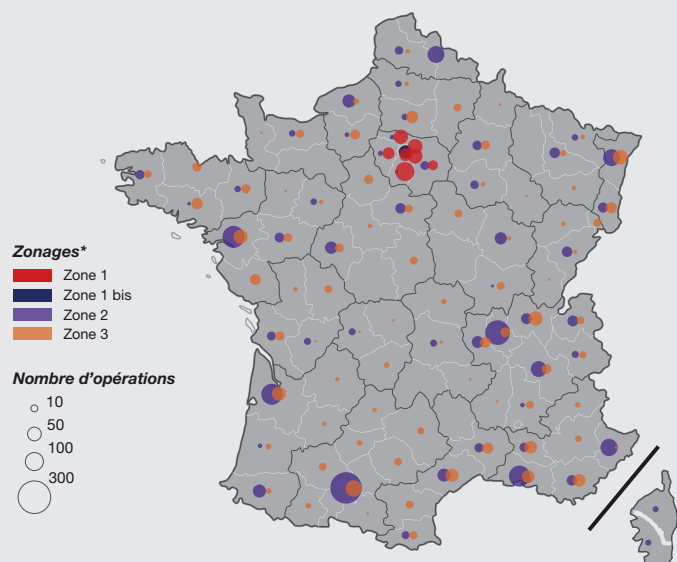 Zonages*
Zone 1
Zone 1 bis
Zone 2
Zone 3
Nombre d'opérations
10
50
100
300